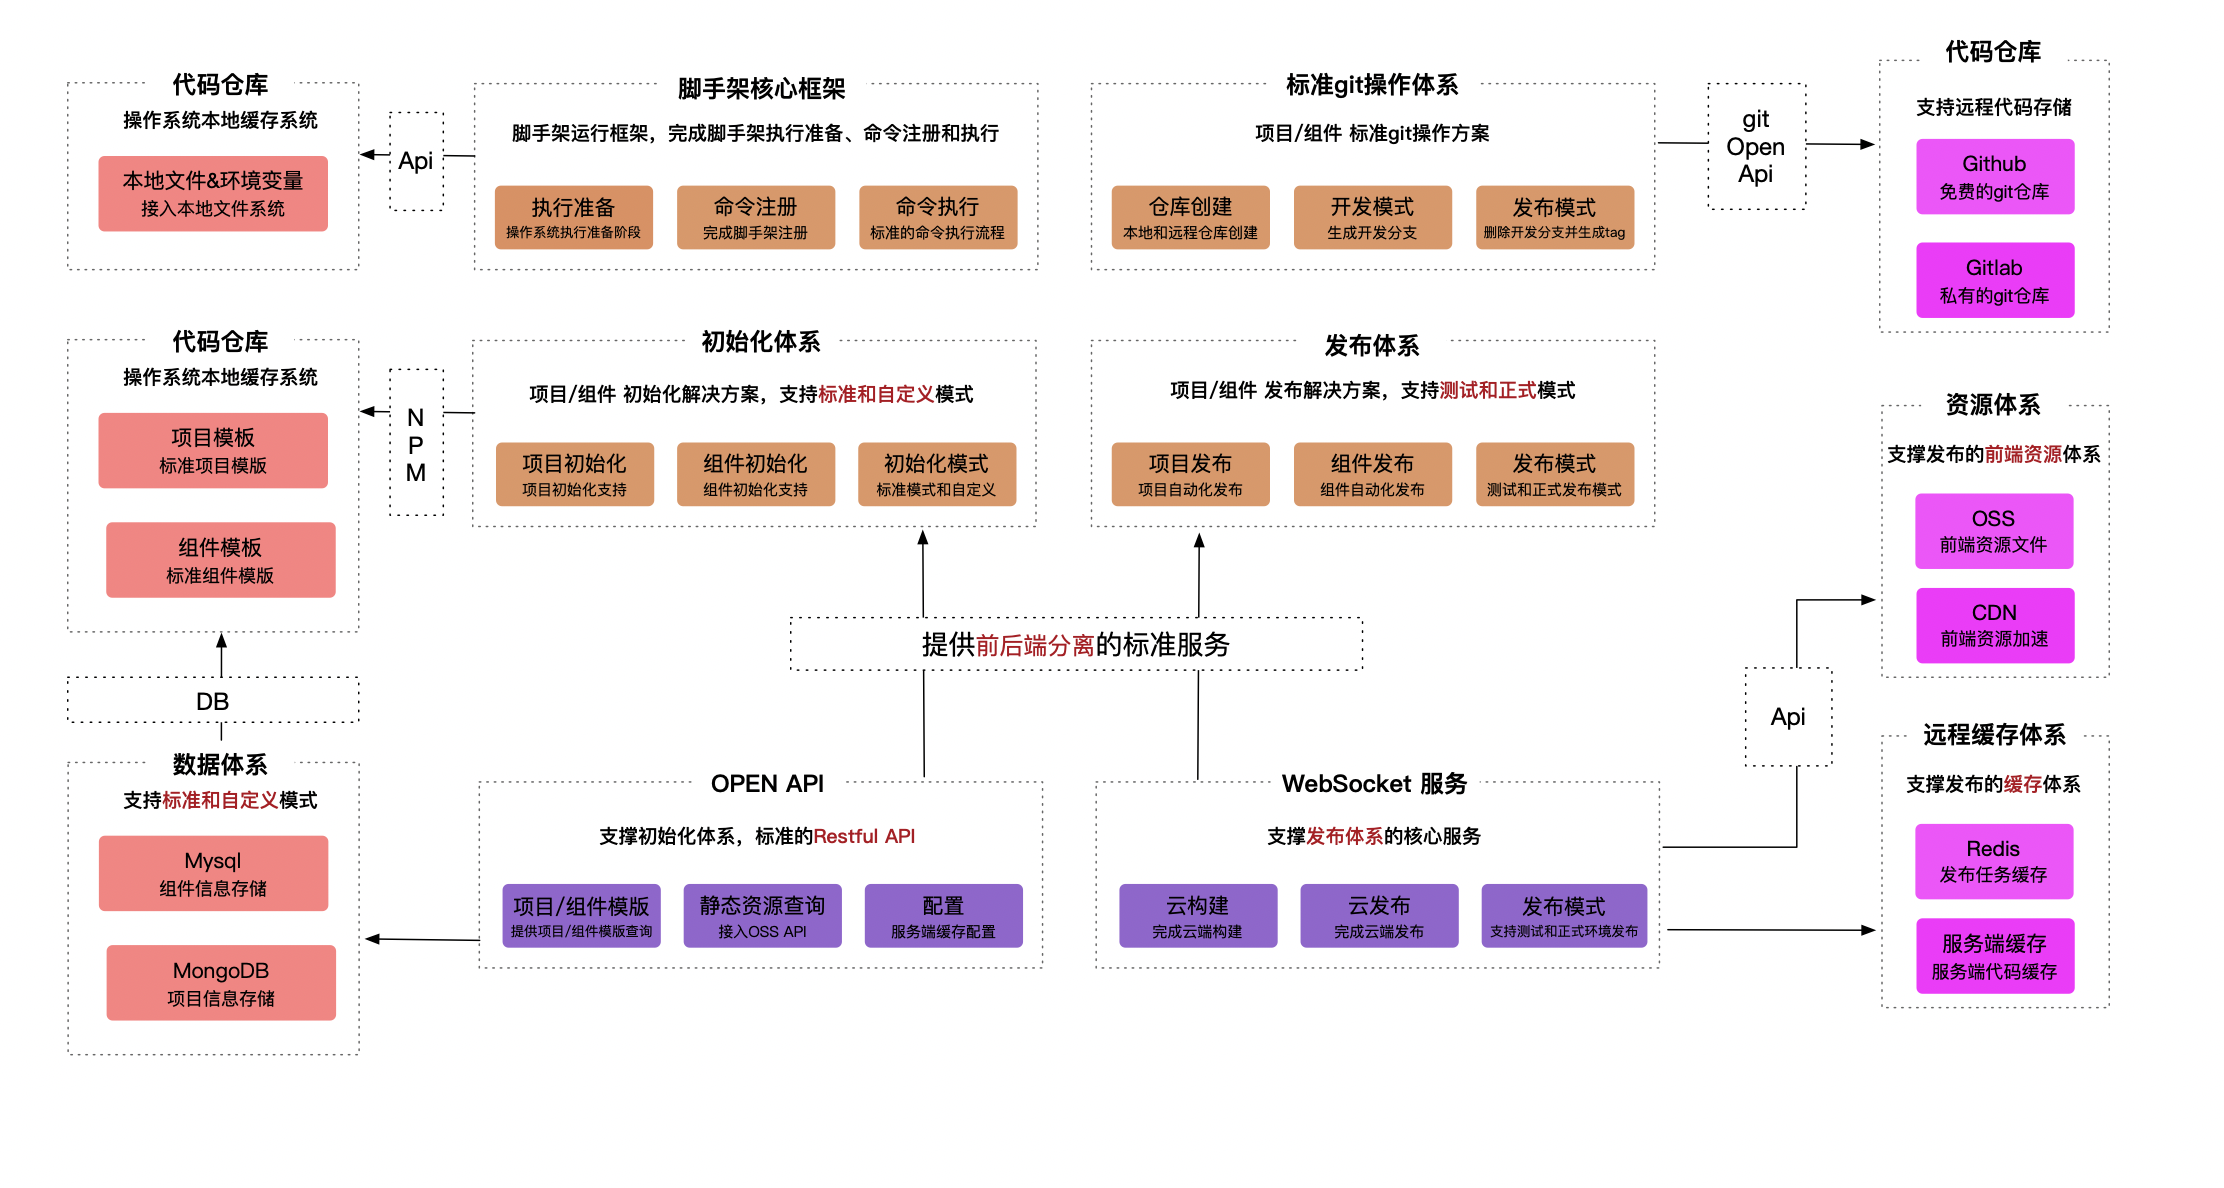 代码仓库
操作系统本地缓存系统
本地文件&环境变量
接入本地文件系统
Api
脚手架核心框架
脚手架运行框架，完成脚手架执行准备、命令注册和执行
执行准备
操作系统执行准备阶段
命令注册
完成脚手架注册
命令执行
标准的命令执行流程
标准git操作体系
项目/组件 标准git操作方案
仓库创建
本地和远程仓库创建
开发模式
生成开发分支
发布模式
删除开发分支并生成tag
git
Open
Api
代码仓库
支持远程代码存储
Github
免费的git仓库
Gitlab
私有的git仓库
代码仓库
操作系统本地缓存系统
项目模板
标准项目模版
组件模板
标准组件模版
N
P
M
初始化体系
项目/组件 初始化解决方案，支持标准和自定义模式
项目初始化
项目初始化支持
组件初始化
组件初始化支持
初始化模式
标准模式和自定义
发布体系
项目/组件 发布解决方案，支持测试和正式模式
项目发布
项目自动化发布
组件发布
组件自动化发布
发布模式
测试和正式发布模式
资源体系
支撑发布的前端资源体系
OSS
前端资源文件
CDN
前端资源加速
提供前后端分离的标准服务
DB
Api
数据体系
支持标准和自定义模式
Mysql
组件信息存储
MongoDB
项目信息存储
OPEN API
支撑初始化体系，标准的Restful API
项目/组件模版
提供项目/组件模版查询
静态资源查询
接入OSS API
配置
服务端缓存配置
WebSocket 服务
支撑发布体系的核心服务
云构建
完成云端构建
云发布
完成云端发布
发布模式
支持测试和正式环境发布
远程缓存体系
支撑发布的缓存体系
Redis
发布任务缓存
服务端缓存
服务端代码缓存